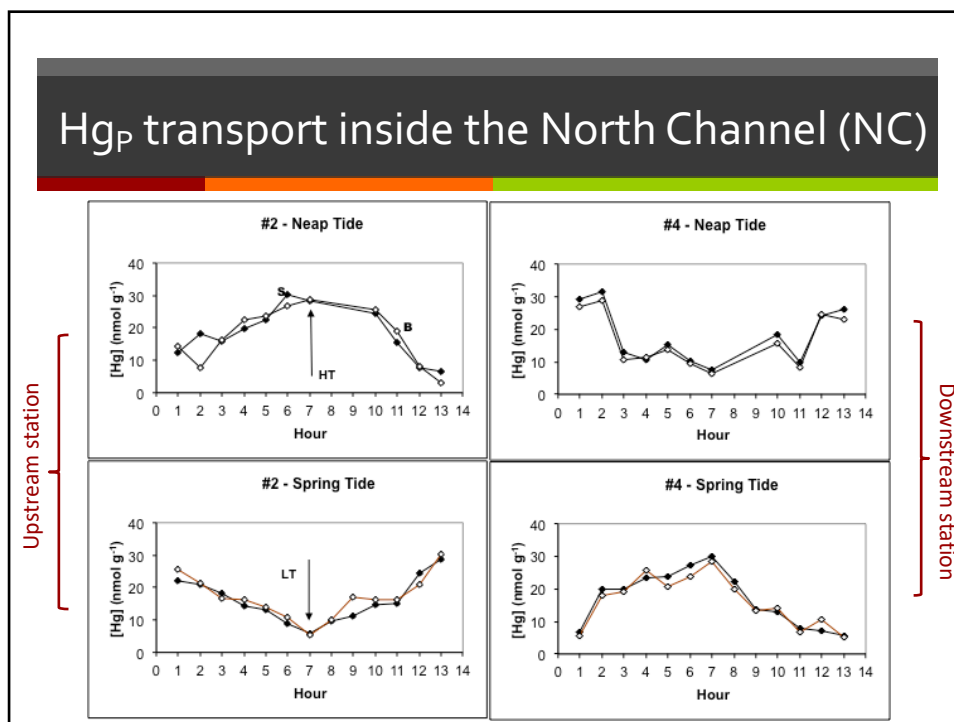 Hg_P transport inside the North Channel (NC)
Upstream station
#2 - Neap Tide
[Hg] (nmol g⁻¹)
40
30
20
10
0
S
B
HT
0 1 2 3 4 5 6 7 8 9 10 11 12 13 14
Hour
#4 - Neap Tide
[Hg] (nmol g⁻¹)
40
30
20
10
0
0 1 2 3 4 5 6 7 8 9 10 11 12 13 14
Hour
#2 - Spring Tide
[Hg] (nmol g⁻¹)
40
30
20
10
0
LT
0 1 2 3 4 5 6 7 8 9 10 11 12 13 14
Hour
#4 - Spring Tide
[Hg] (nmol g⁻¹)
40
30
20
10
0
0 1 2 3 4 5 6 7 8 9 10 11 12 13 14
Hour
Downstream station